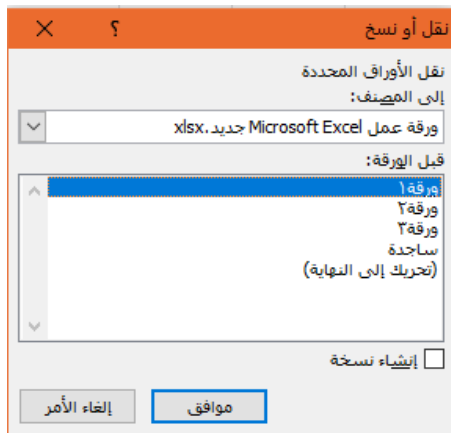 نقل أو نسخ ؟
نقل الأوراق المحددة
إلى المصنف:
ورقة عمل Microsoft Excel جديد.xlsx
قبل الورقة:
ورقة١
ورقة٢
ورقة٣
ساجدة
(تحريك إلى النهاية)
إنشاء نسخة
موافق إلغاء الأمر